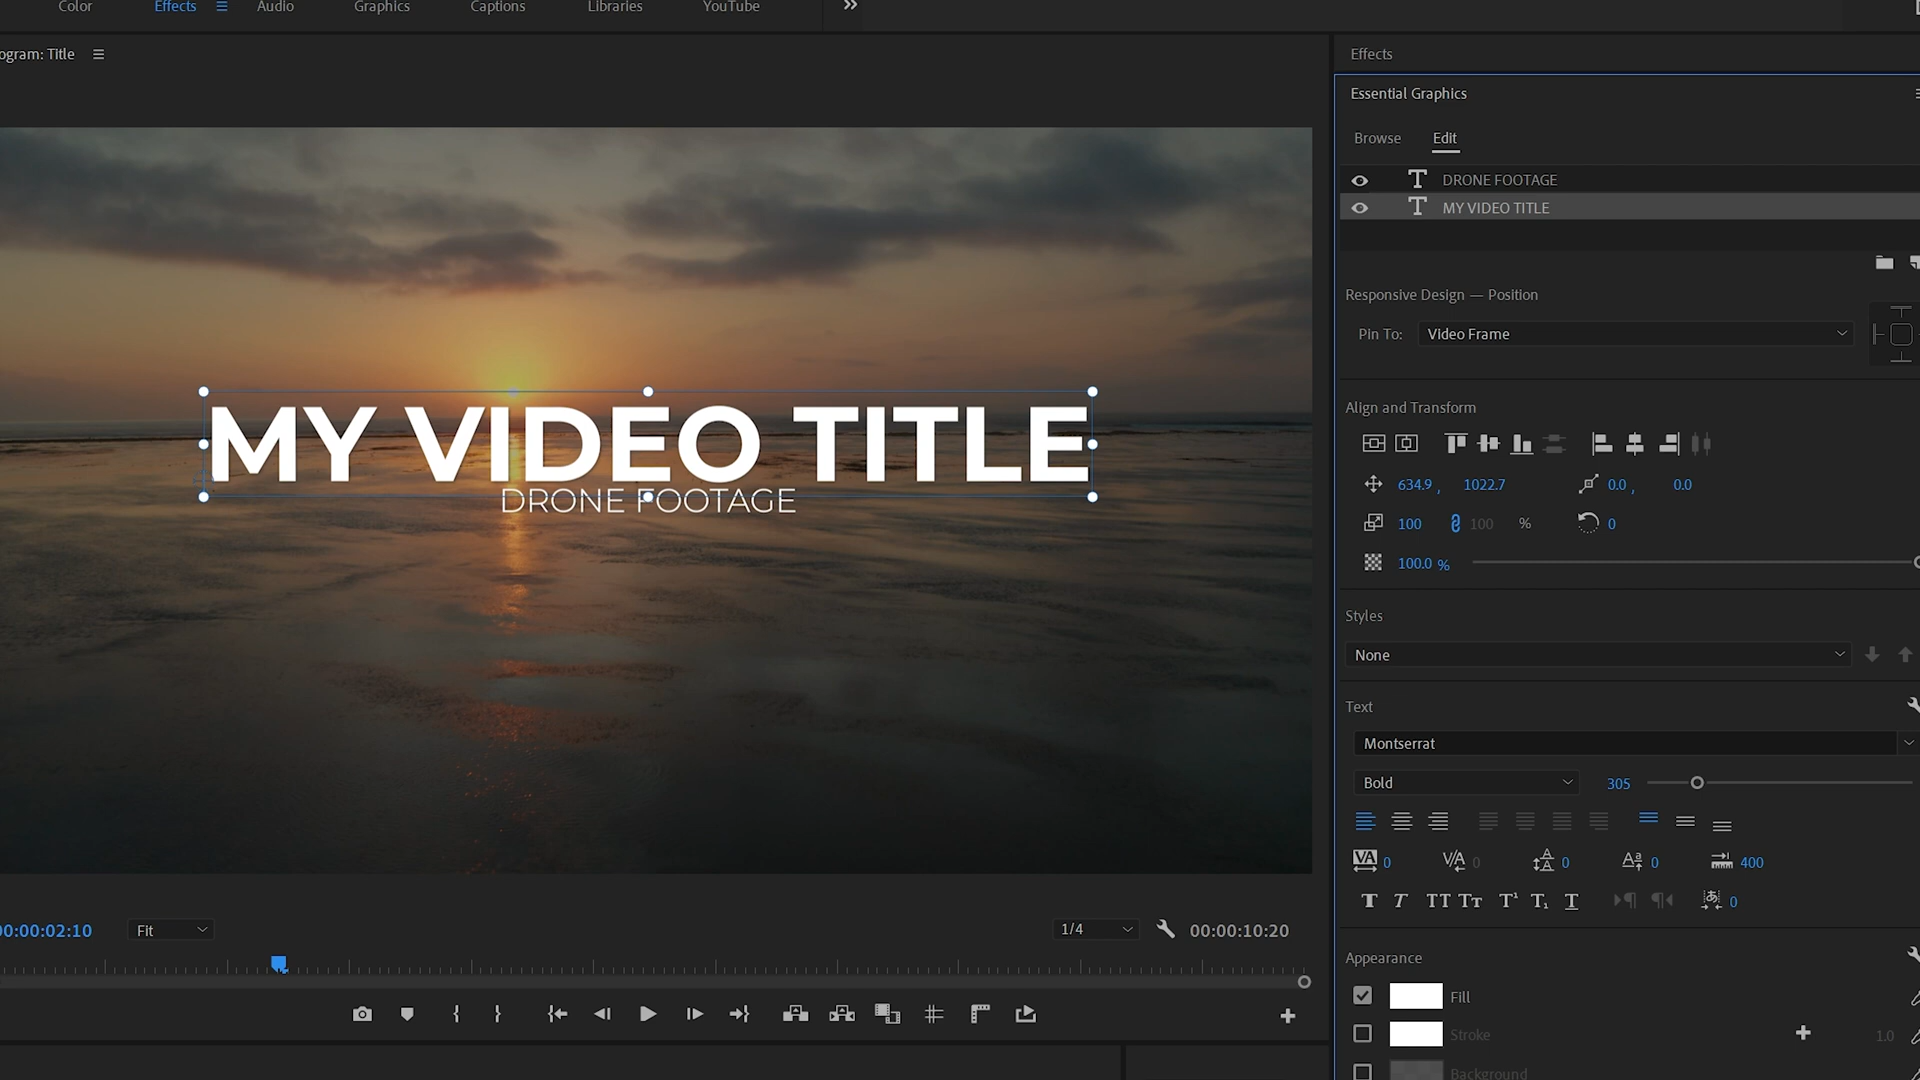 Color Effects Audio Graphics Captions Libraries YouTube
ogram: Title
Effects
Essential Graphics
Browse Edit
DRONE FOOTAGE
MY VIDEO TITLE
Responsive Design — Position
Pin To: Video Frame
Align and Transform
634.9 , 1022.7 0.0 , 0.0
100 100 % 0
100.0 %
Styles
None
Text
Montserrat
Bold 305
0 0 0 0 400
0
Appearance
Fill
Stroke 1.0
Background
MY VIDEO TITLE
DRONE FOOTAGE
00:00:02:10 Fit 1/4 00:00:10:20